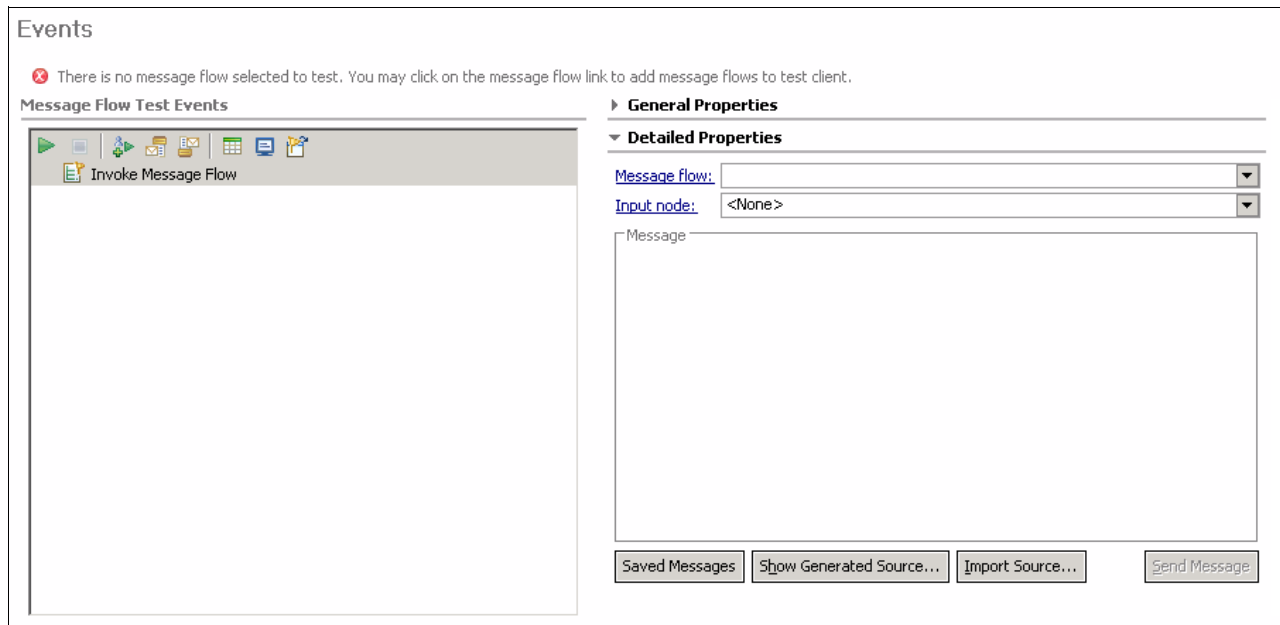 Events
There is no message flow selected to test. You may click on the message flow link to add message flows to test client.
Message Flow Test Events
General Properties
Detailed Properties
Invoke Message Flow
Message flow:
Input node: <None>
Message
Saved Messages Show Generated Source... Import Source... Send Message